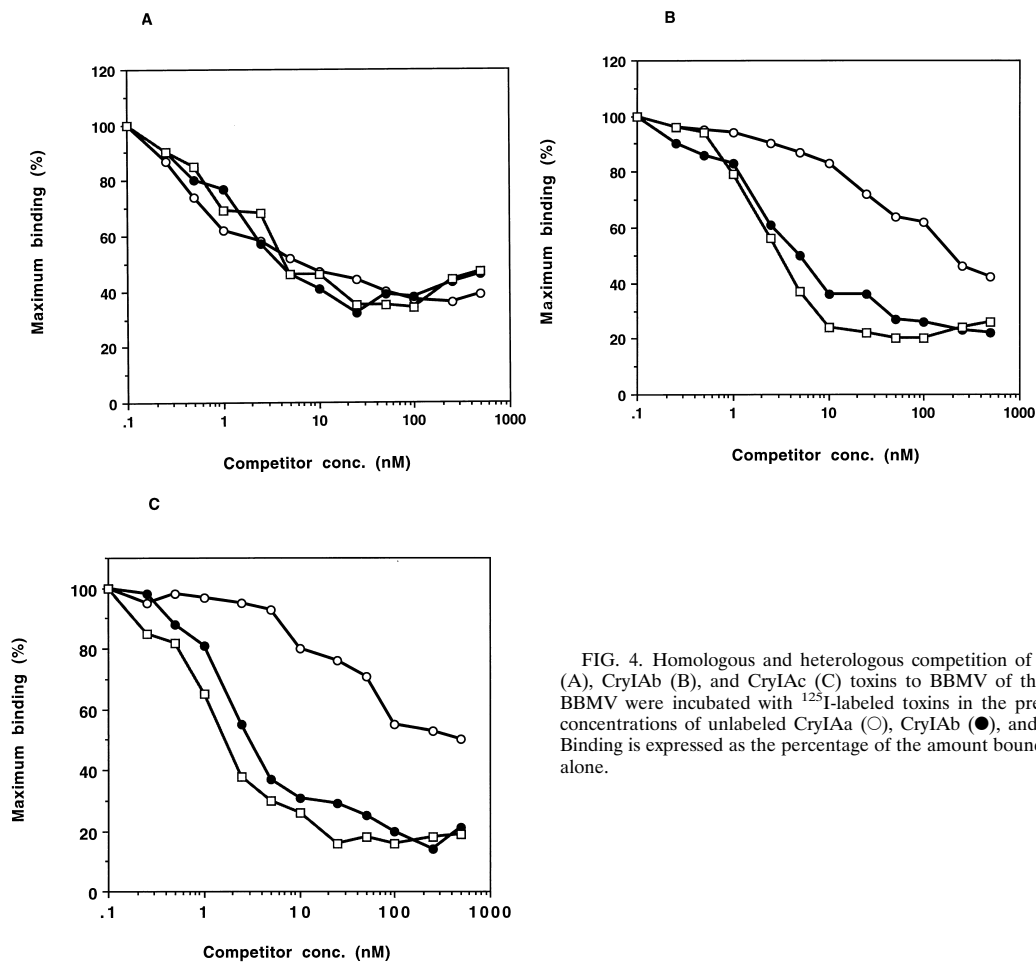 A
120
100
80
60
40
20
0
.1 1 10 100 1000
Maximum binding (%)
Competitor conc. (nM)
B
120
100
80
60
40
20
0
.1 1 10 100 1000
Maximum binding (%)
Competitor conc. (nM)
C
100
80
60
40
20
0
.1 1 10 100 1000
Maximum binding (%)
Competitor conc. (nM)
FIG. 4. Homologous and heterologous competition of
(A), CryIAb (B), and CryIAc (C) toxins to BBMV of th
BBMV were incubated with ¹²⁵I-labeled toxins in the pre
concentrations of unlabeled CryIAa (○), CryIAb (●), and
Binding is expressed as the percentage of the amount bound
alone.